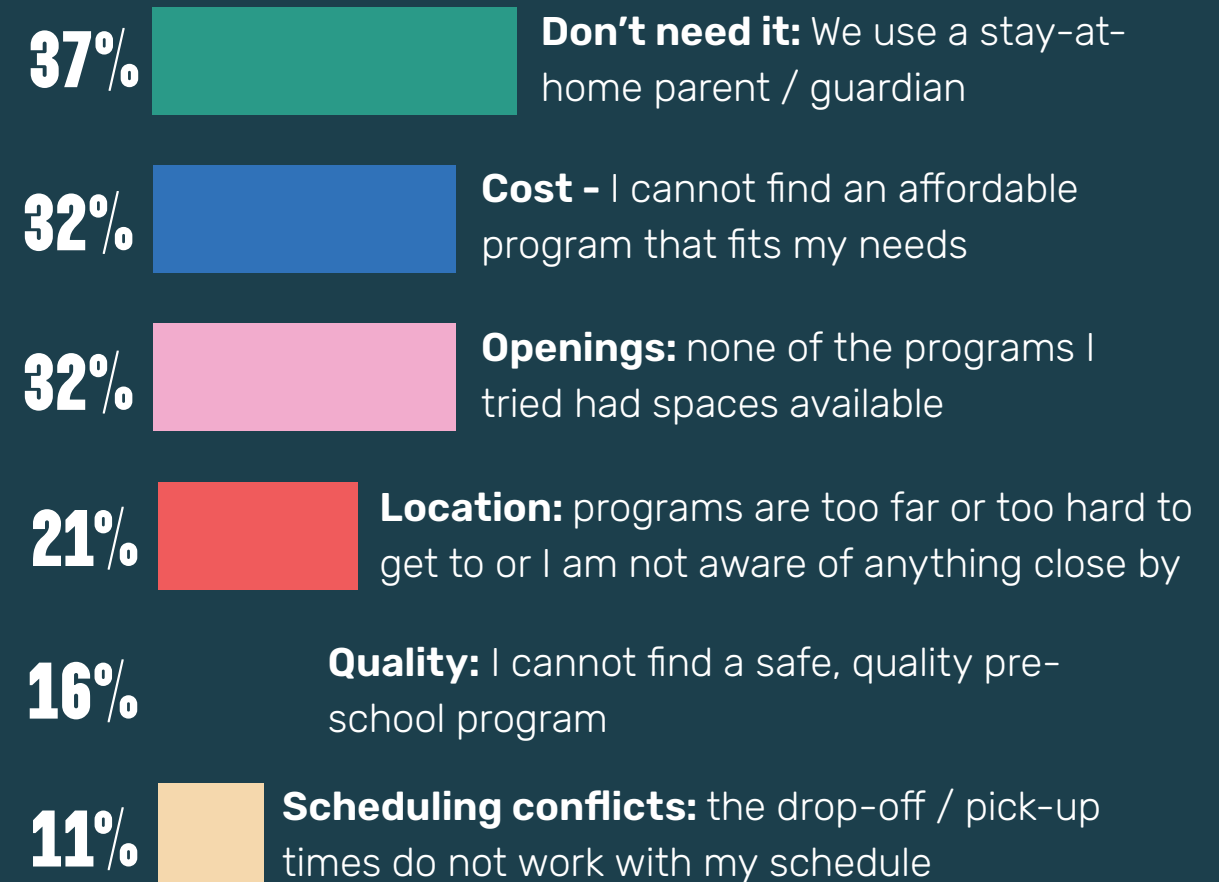 37%
Don’t need it: We use a stay-at-
home parent / guardian
32%
Cost - I cannot find an affordable
program that fits my needs
32%
Openings: none of the programs I
tried had spaces available
21%
Location: programs are too far or too hard to
get to or I am not aware of anything close by
16%
Quality: I cannot find a safe, quality pre-
school program
11%
Scheduling conflicts: the drop-off / pick-up
times do not work with my schedule